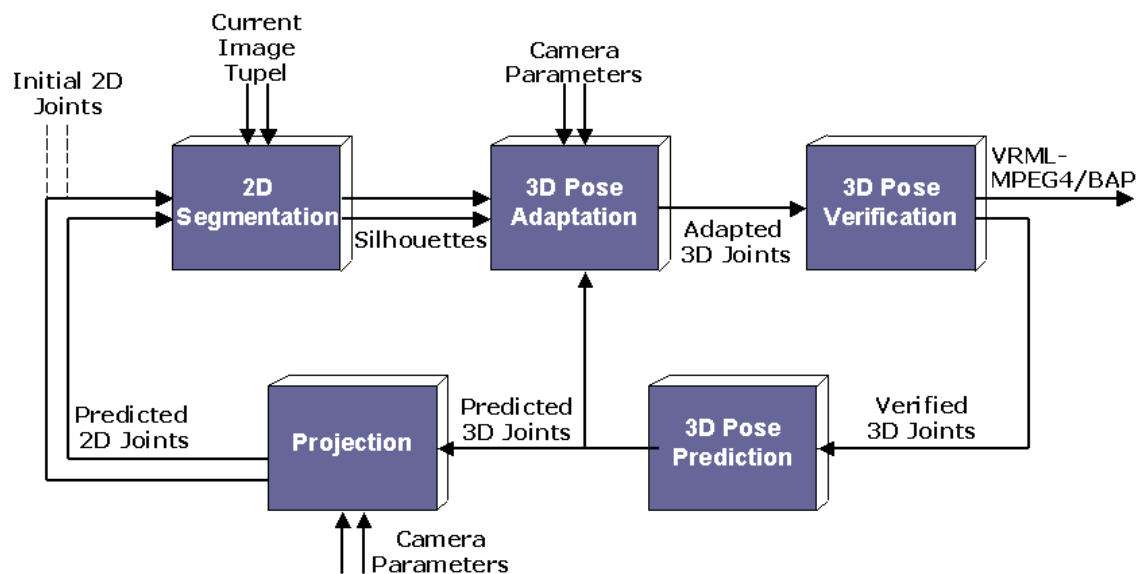 Current
Image
Tupel
Camera
Parameters
Initial 2D
Joints
2D
Segmentation
Silhouettes
3D Pose
Adaptation
Adapted
3D Joints
3D Pose
Verification
VRML-
MPEG4/BAP
Predicted
2D Joints
Projection
Predicted
3D Joints
3D Pose
Prediction
Verified
3D Joints
Camera
Parameters